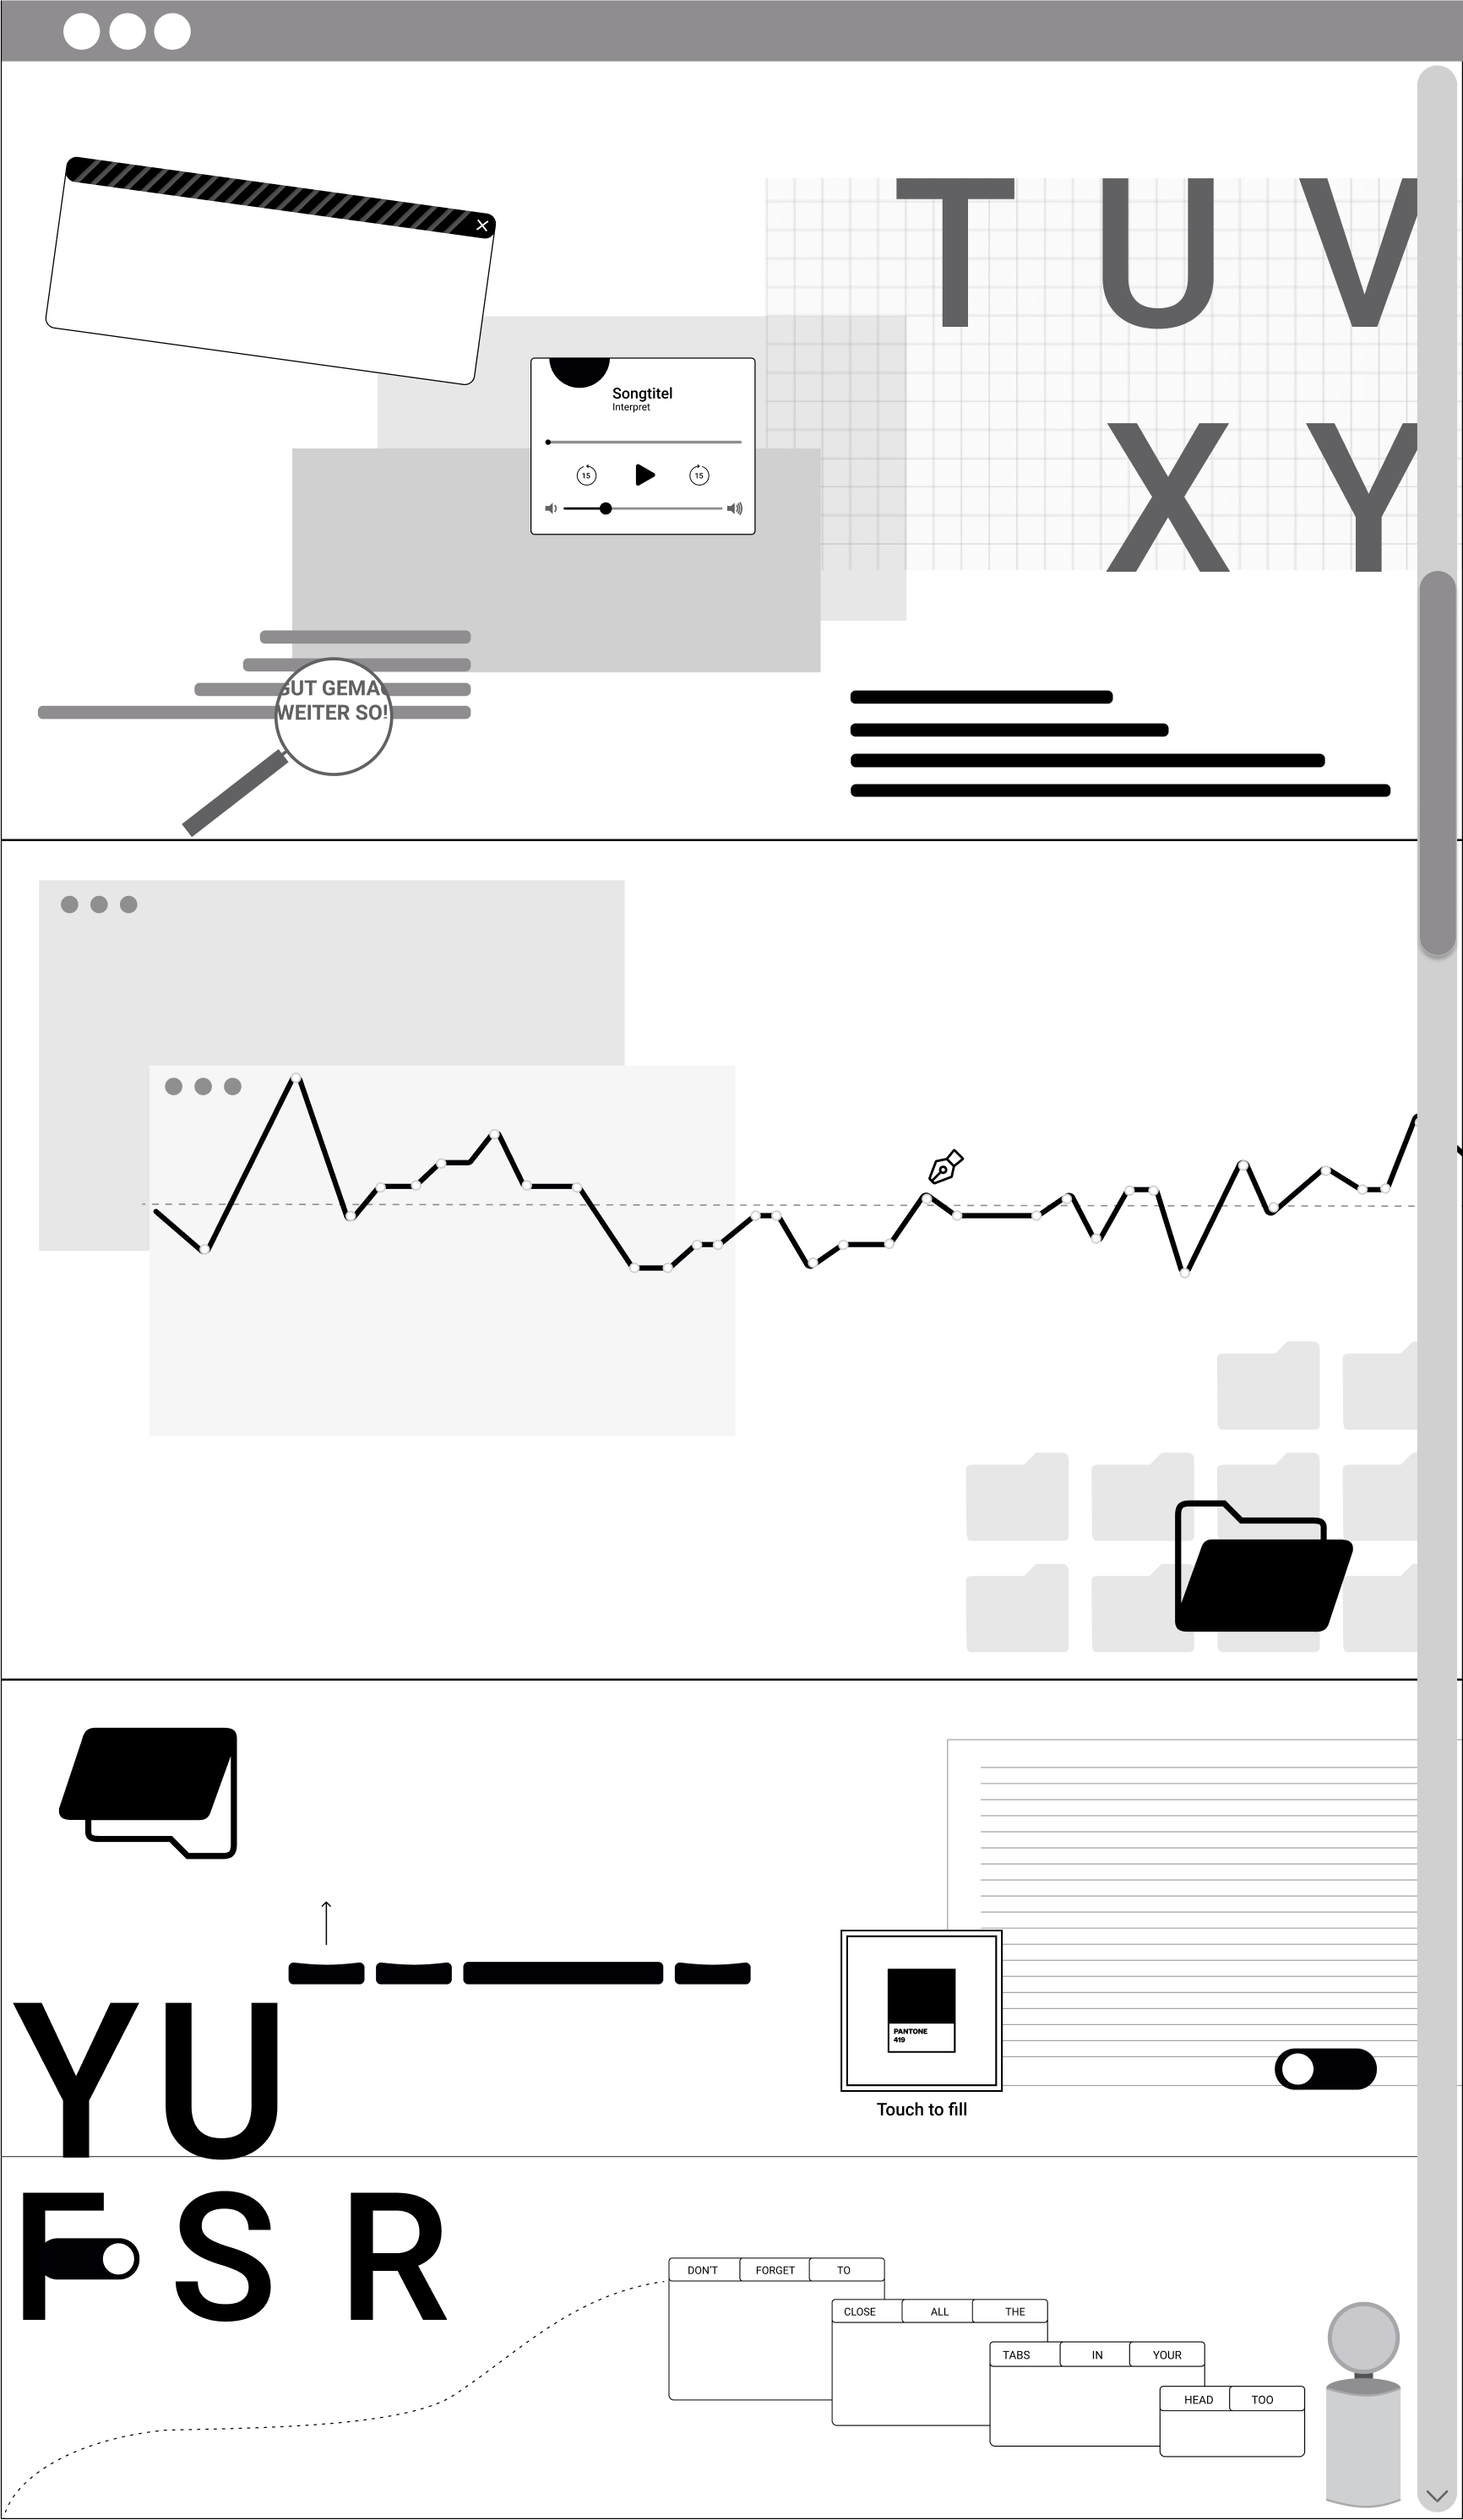 T U V
Songtitel
Interpret
15 15
X Y
GUT GEMAC
WEITER SO!
PANTONE
419
Touch to fill
YU
F S R
DON'T FORGET TO
CLOSE ALL THE
TABS IN YOUR
HEAD TOO